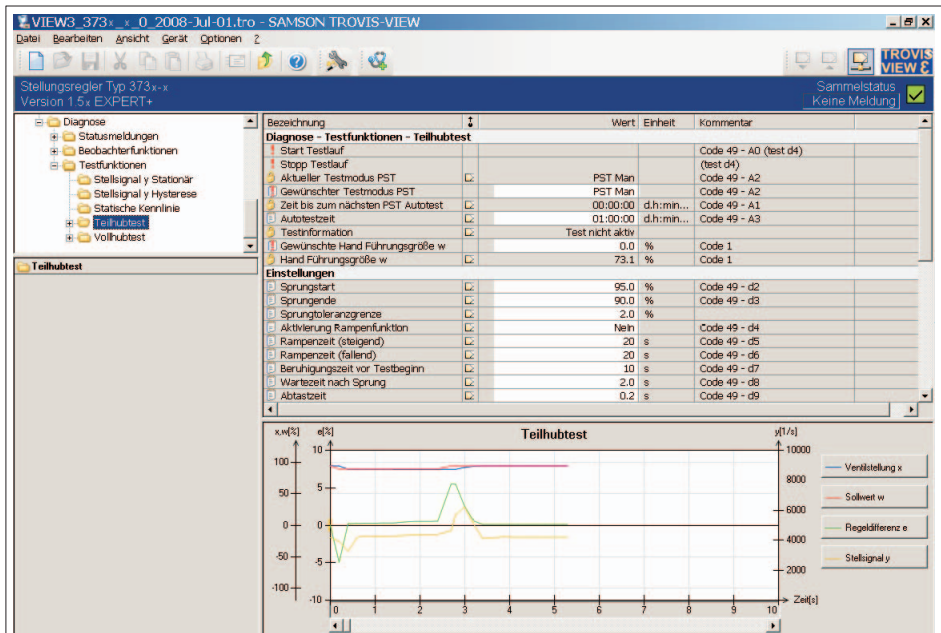 VIEW3_373x_x_0_2008-Jul-01.tro - SAMSON TROVIS-VIEW
Datei Bearbeiten Ansicht Gerät Optionen ?
TROVIS
VIEW 3
Stellungsregler Typ 373x-x
Version 1.5x EXPERT+
Sammelstatus
Keine Meldung
Diagnose
Statusmeldungen
Beobachterfunktionen
Testfunktionen
Stellsignal y Stationär
Stellsignal y Hysterese
Statische Kennlinie
Teilhubtest
Vollhubtest
Teilhubtest
Bezeichnung Wert Einheit Kommentar
Diagnose - Testfunktionen - Teilhubtest
Start Testlauf Code 49 - A0 (test d4)
Stopp Testlauf (test d4)
Aktueller Testmodus PST PST Man Code 49 - A2
Gewünschter Testmodus PST PST Man Code 49 - A2
Zeit bis zum nächsten PST Autotest 00:00:00 d.h:min... Code 49 - A1
Autotestzeit 01:00:00 d.h:min... Code 49 - A3
Testinformation Test nicht aktiv
Gewünschte Hand Führungsgröße w 0.0 % Code 1
Hand Führungsgröße w 73.1 % Code 1
Einstellungen
Sprungstart 95.0 % Code 49 - d2
Sprungende 90.0 % Code 49 - d3
Sprungtoleranzgrenze 2.0 %
Aktivierung Rampenfunktion Nein Code 49 - d4
Rampenzeit (steigend) 20 s Code 49 - d5
Rampenzeit (fallend) 20 s Code 49 - d6
Beruhigungszeit vor Testbeginn 10 s Code 49 - d7
Wartezeit nach Sprung 2.0 s Code 49 - d8
Abtastzeit 0.2 s Code 49 - d9
x,w[%] e[%] Teilhubtest y[1/s]
10 10000
100 8000
5
50 6000
0 0
4000
-50 -5
2000
-100
-10 Zeit[s]
0 1 2 3 4 5 6 7 8 9 10
Ventilstellung x
Sollwert w
Regeldifferenz e
Stellsignal y